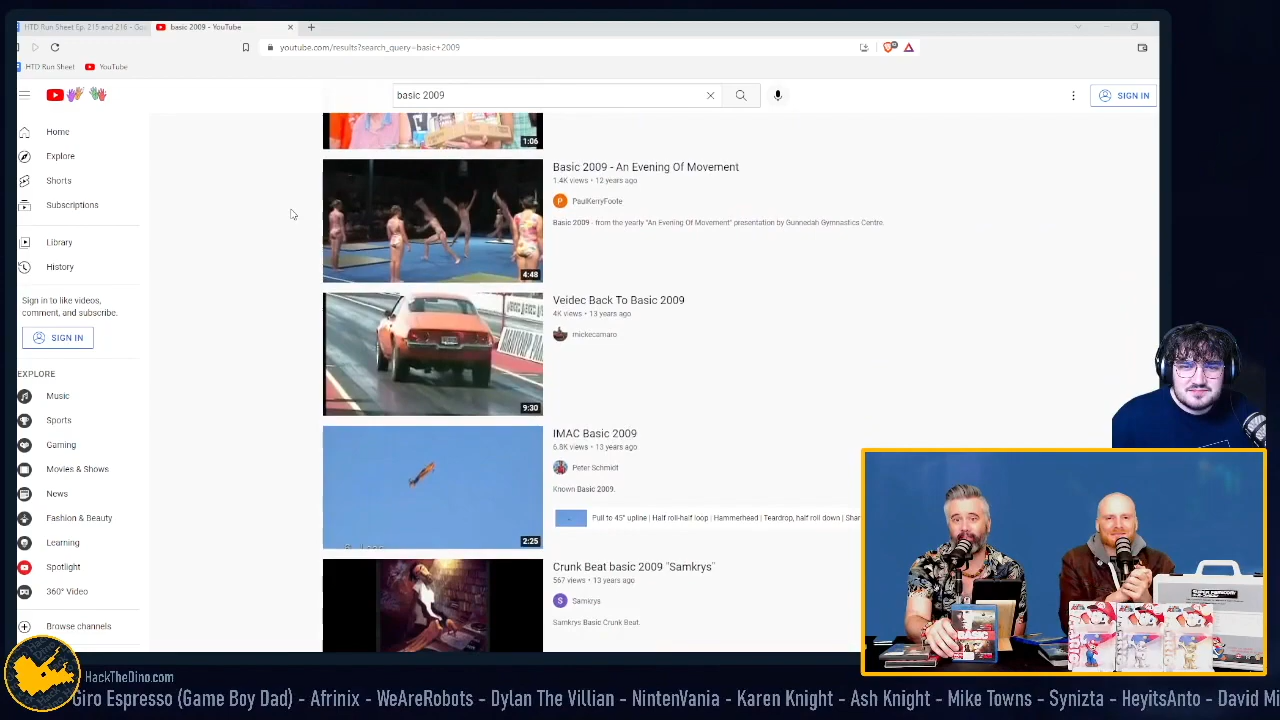 HTD Run Sheet Ep. 215 and 216 - Goo
basic 2009 - YouTube
youtube.com/results?search_query=basic+2009
HTD Run Sheet
YouTube
basic 2009
SIGN IN
Home
Explore
Shorts
Subscriptions
Library
History
Sign in to like videos,
comment, and subscribe.
SIGN IN
EXPLORE
Music
Sports
Gaming
Movies & Shows
News
Fashion & Beauty
Learning
Spotlight
360° Video
Browse channels
1:06
Basic 2009 - An Evening Of Movement
1.4K views • 12 years ago
P
PaulKerryFoote
Basic 2009 - from the yearly "An Evening Of Movement" presentation by Gunnedah Gymnastics Centre.
4:48
Veidec Back To Basic 2009
4K views • 13 years ago
mickecamaro
9:30
IMAC Basic 2009
6.8K views • 13 years ago
Peter Schmidt
Known Basic 2009.
Pull to 45° upline | Half roll-half loop | Hammerhead | Teardrop, half roll down | Shar
2:25
Crunk Beat basic 2009 "Samkrys"
567 views • 13 years ago
S
Samkrys
Samkrys Basic Crunk Beat.
SUPER FAMICOM
HackTheDino.com
Giro Espresso (Game Boy Dad) - Afrinix - WeAreRobots - Dylan The Villian - NintenVania - Karen Knight - Ash Knight - Mike Towns - Synizta - HeyitsAnto - David Mi